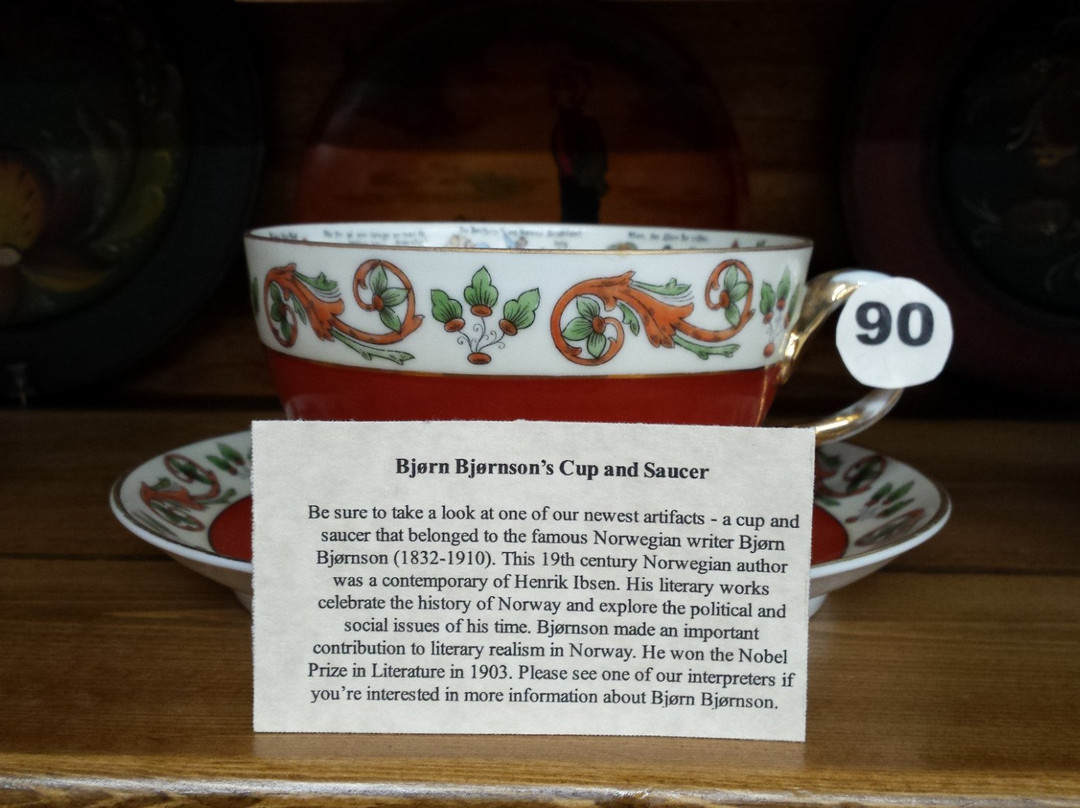 90
Bjørn Bjørnson's Cup and Saucer
Be sure to take a look at one of our newest artifacts - a cup and
saucer that belonged to the famous Norwegian writer Bjørn
Bjørnson (1832-1910). This 19th century Norwegian author
was a contemporary of Henrik Ibsen. His literary works
celebrate the history of Norway and explore the political and
social issues of his time. Bjørnson made an important
contribution to literary realism in Norway. He won the Nobel
Prize in Literature in 1903. Please see one of our interpreters if
you're interested in more information about Bjørn Bjørnson.